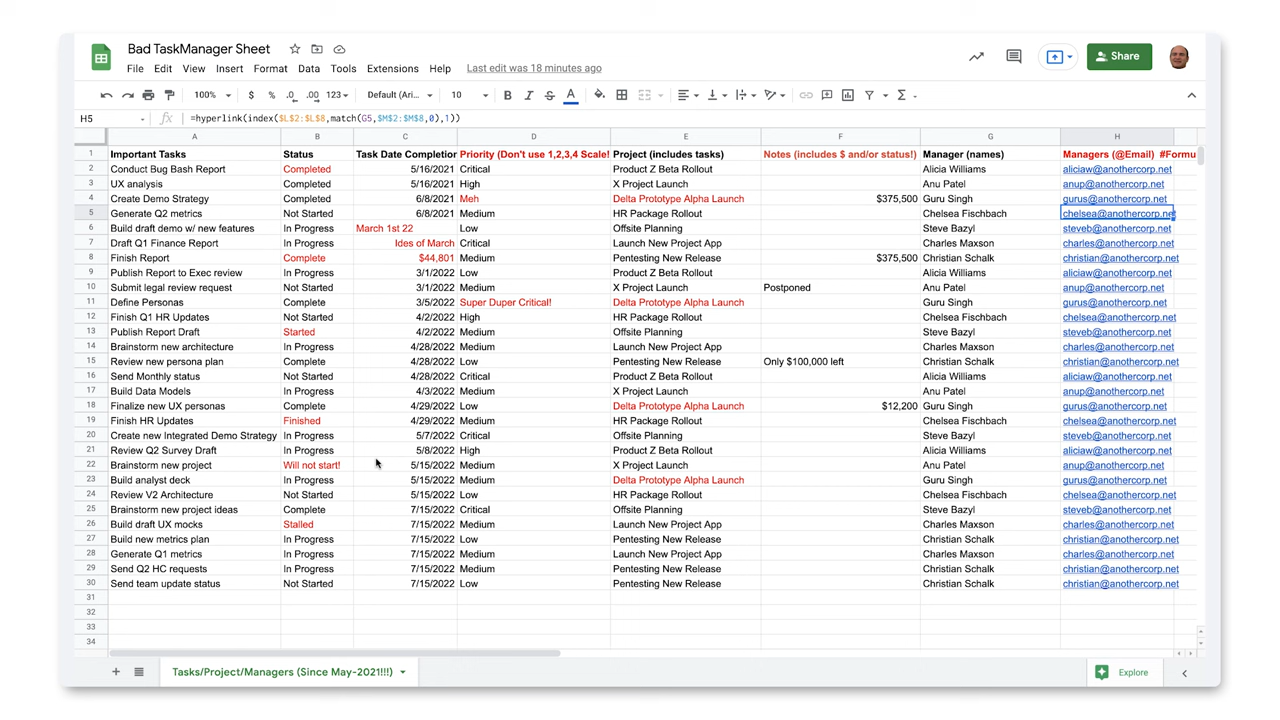 Bad TaskManager Sheet
File Edit View Insert Format Data Tools Extensions Help Last edit was 18 minutes ago
Share
100% $ % .0 .00 123 Default (Ari... 10 B I S A
H5 fx =hyperlink(index($L$2:$L$8,match(G5,$M$2:$M$8,0),1))
A B C D E F G H
1 Important Tasks Status Task Date Completion Priority (Don't use 1,2,3,4 Scale! Project (includes tasks) Notes (includes $ and/or status!) Manager (names) Managers (@Email) #Formu
2 Conduct Bug Bash Report Completed 5/16/2021 Critical Product Z Beta Rollout Alicia Williams aliciaw@anothercorp.net
3 UX analysis Completed 5/16/2021 High X Project Launch Anu Patel anup@anothercorp.net
4 Create Demo Strategy Completed 6/8/2021 Meh Delta Prototype Alpha Launch $375,500 Guru Singh gurus@anothercorp.net
5 Generate Q2 metrics Not Started 6/8/2021 Medium HR Package Rollout Chelsea Fischbach chelsea@anothercorp.net
6 Build draft demo w/ new features In Progress March 1st 22 Low Offsite Planning Steve Bazyl steveb@anothercorp.net
7 Draft Q1 Finance Report In Progress Ides of March Critical Launch New Project App Charles Maxson charles@anothercorp.net
8 Finish Report Complete $44,801 Medium Pentesting New Release $375,500 Christian Schalk christian@anothercorp.net
9 Publish Report to Exec review In Progress 3/1/2022 Low Product Z Beta Rollout Alicia Williams aliciaw@anothercorp.net
10 Submit legal review request Not Started 3/1/2022 Medium X Project Launch Postponed Anu Patel anup@anothercorp.net
11 Define Personas Complete 3/5/2022 Super Duper Critical! Delta Prototype Alpha Launch Guru Singh gurus@anothercorp.net
12 Finish Q1 HR Updates Not Started 4/2/2022 High HR Package Rollout Chelsea Fischbach chelsea@anothercorp.net
13 Publish Report Draft Started 4/2/2022 Medium Offsite Planning Steve Bazyl steveb@anothercorp.net
14 Brainstorm new architecture In Progress 4/28/2022 Medium Launch New Project App Charles Maxson charles@anothercorp.net
15 Review new persona plan Complete 4/28/2022 Low Pentesting New Release Only $100,000 left Christian Schalk christian@anothercorp.net
16 Send Monthly status Not Started 4/28/2022 Critical Product Z Beta Rollout Alicia Williams aliciaw@anothercorp.net
17 Build Data Models In Progress 4/3/2022 Medium X Project Launch Anu Patel anup@anothercorp.net
18 Finalize new UX personas Complete 4/29/2022 Low Delta Prototype Alpha Launch $12,200 Guru Singh gurus@anothercorp.net
19 Finish HR Updates Finished 4/29/2022 Medium HR Package Rollout Chelsea Fischbach chelsea@anothercorp.net
20 Create new Integrated Demo Strategy In Progress 5/7/2022 Critical Offsite Planning Steve Bazyl steveb@anothercorp.net
21 Review Q2 Survey Draft In Progress 5/8/2022 High Product Z Beta Rollout Alicia Williams aliciaw@anothercorp.net
22 Brainstorm new project Will not start! 5/15/2022 Medium X Project Launch Anu Patel anup@anothercorp.net
23 Build analyst deck In Progress 5/15/2022 Medium Delta Prototype Alpha Launch Guru Singh gurus@anothercorp.net
24 Review V2 Architecture Not Started 5/15/2022 Low HR Package Rollout Chelsea Fischbach chelsea@anothercorp.net
25 Brainstorm new project ideas Complete 7/15/2022 Critical Offsite Planning Steve Bazyl steveb@anothercorp.net
26 Build draft UX mocks Stalled 7/15/2022 Medium Launch New Project App Charles Maxson charles@anothercorp.net
27 Build new metrics plan In Progress 7/15/2022 Low Pentesting New Release Christian Schalk christian@anothercorp.net
28 Generate Q1 metrics In Progress 7/15/2022 Medium Launch New Project App Charles Maxson charles@anothercorp.net
29 Send Q2 HC requests In Progress 7/15/2022 Medium Pentesting New Release Christian Schalk christian@anothercorp.net
30 Send team update status Not Started 7/15/2022 Low Pentesting New Release Christian Schalk christian@anothercorp.net
31
32
33
34
Tasks/Project/Managers (Since May-2021!!!) Explore